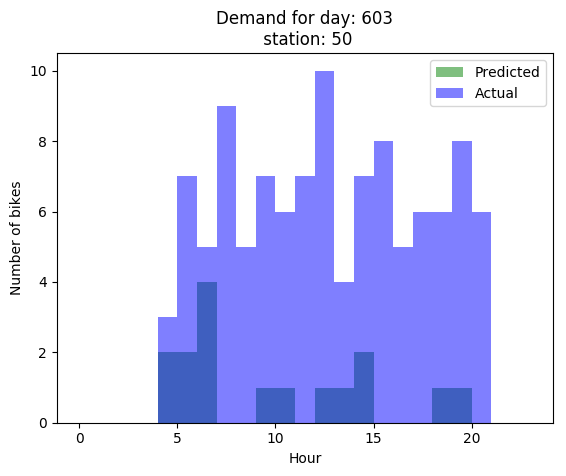 Demand for day: 603
station: 50
Predicted
Actual
Number of bikes
10
8
6
4
2
0
0 5 10 15 20
Hour